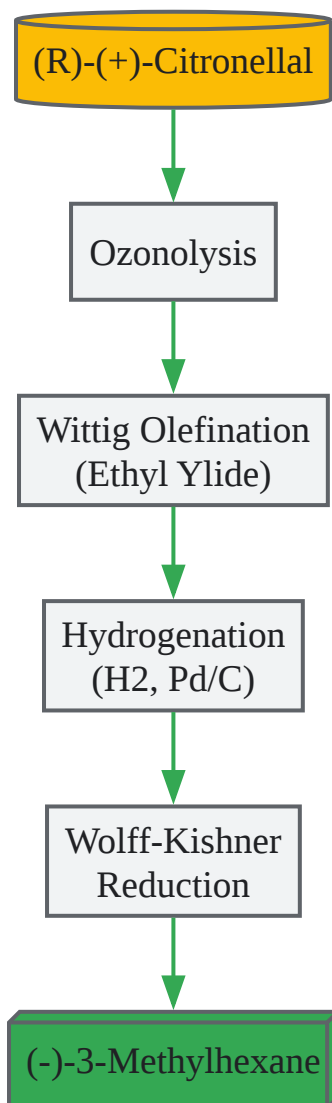 (R)-(+)-Citronellal
Ozonolysis
Wittig Olefination
(Ethyl Ylide)
Hydrogenation
(H2, Pd/C)
Wolff-Kishner
Reduction
(-)-3-Methylhexane